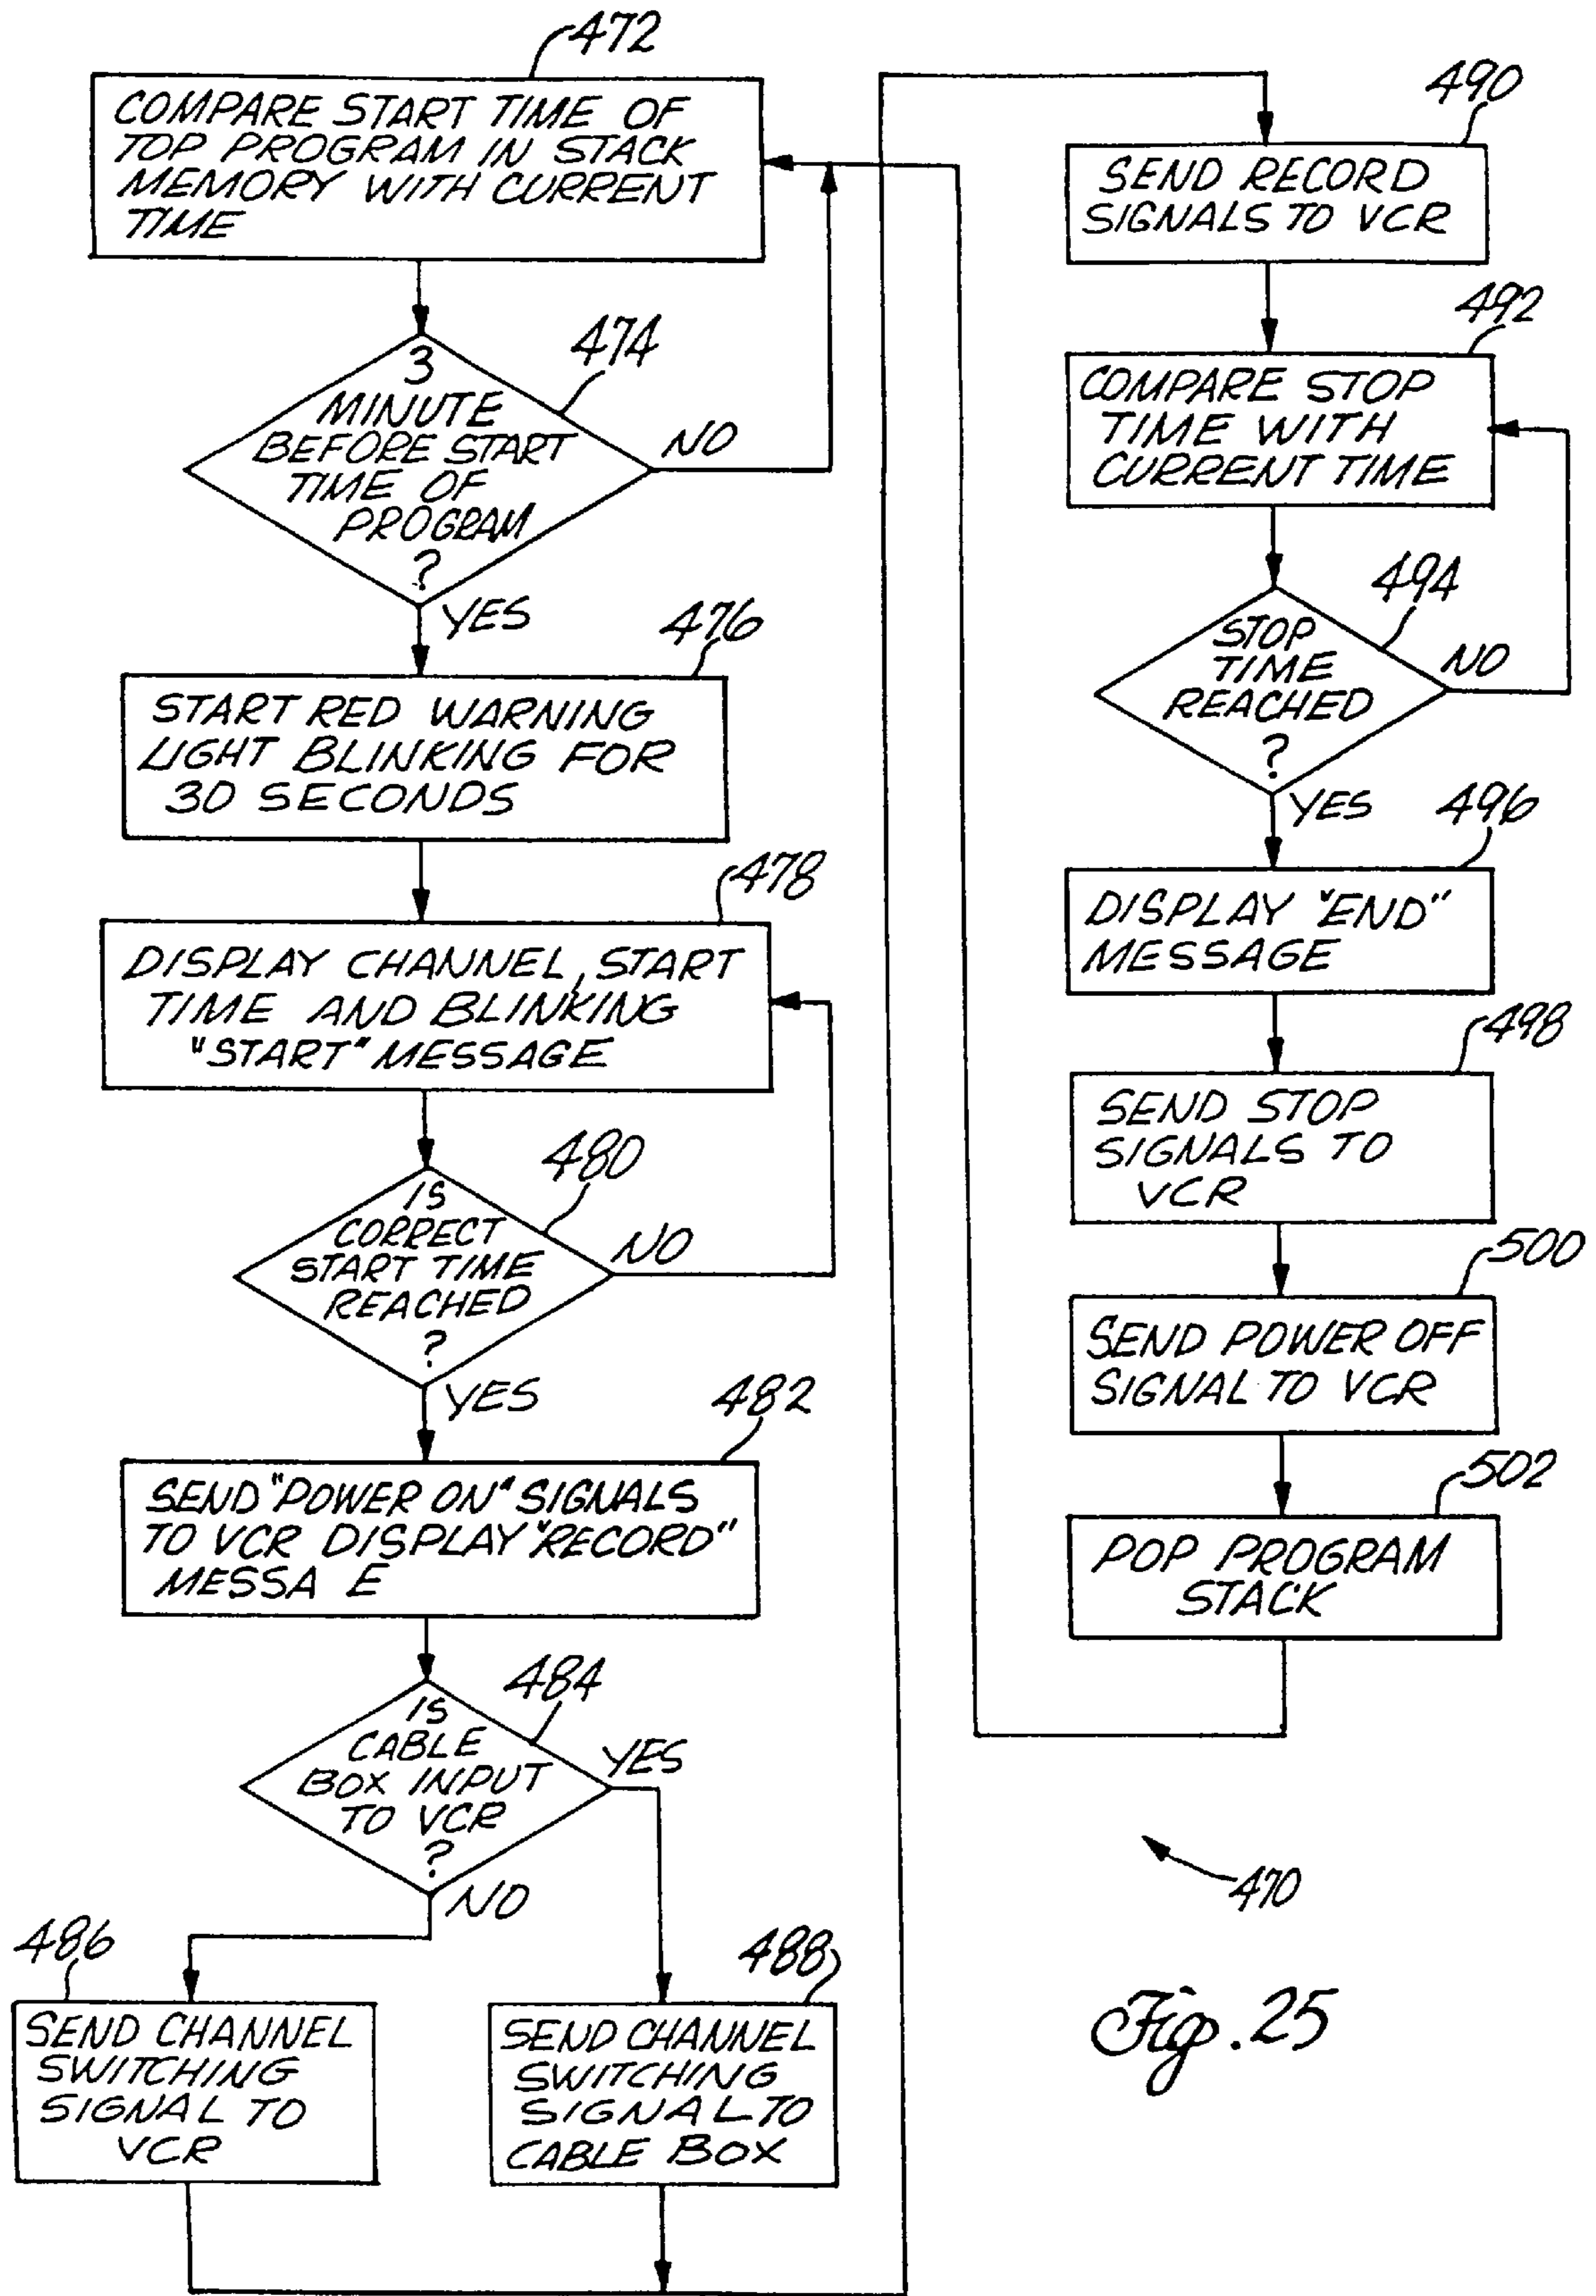 472
COMPARE START TIME OF
TOP PROGRAM IN STACK
MEMORY WITH CURRENT
TIME
474
3
MINUTE
BEFORE START
TIME OF
PROGRAM
?
NO
YES
476
START RED WARNING
LIGHT BLINKING FOR
30 SECONDS
478
DISPLAY CHANNEL, START
TIME AND BLINKING
"START" MESSAGE
480
IS
CORRECT
START TIME
REACHED
?
NO
YES
482
SEND "POWER ON" SIGNALS
TO VCR DISPLAY "RECORD"
MESSA E
484
IS
CABLE
BOX INPUT
TO VCR
?
YES
NO
486
SEND CHANNEL
SWITCHING
SIGNAL TO
VCR
488
SEND CHANNEL
SWITCHING
SIGNAL TO
CABLE BOX
490
SEND RECORD
SIGNALS TO VCR
492
COMPARE STOP
TIME WITH
CURRENT TIME
494
STOP
TIME
REACHED
?
NO
YES
496
DISPLAY "END"
MESSAGE
498
SEND STOP
SIGNALS TO
VCR
500
SEND POWER OFF
SIGNAL TO VCR
502
POP PROGRAM
STACK
470
Fig. 25